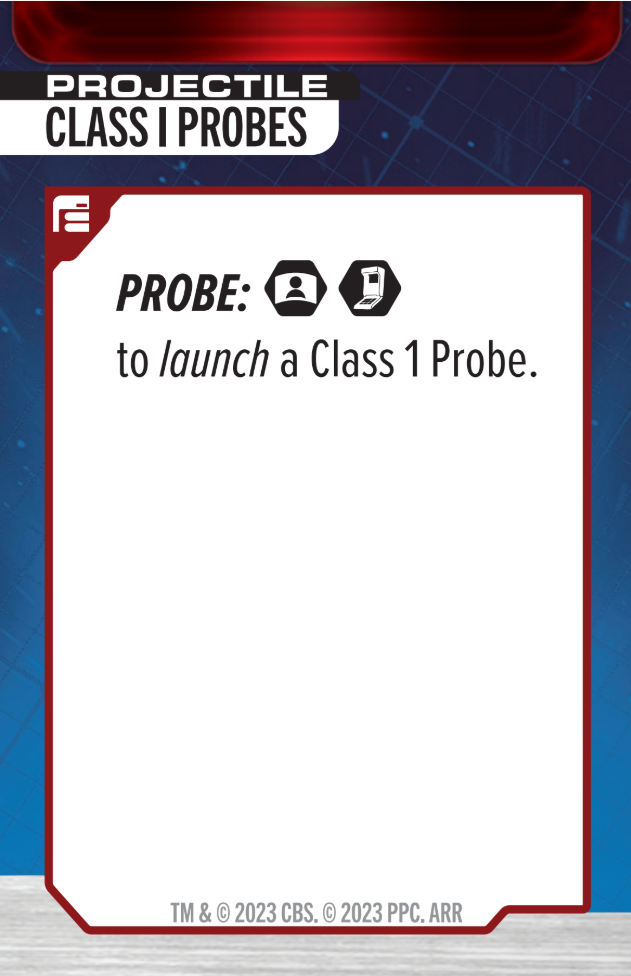 PROJECTILE
CLASS I PROBES
PROBE:
to launch a Class 1 Probe.
TM & © 2023 CBS. © 2023 PPC. ARR